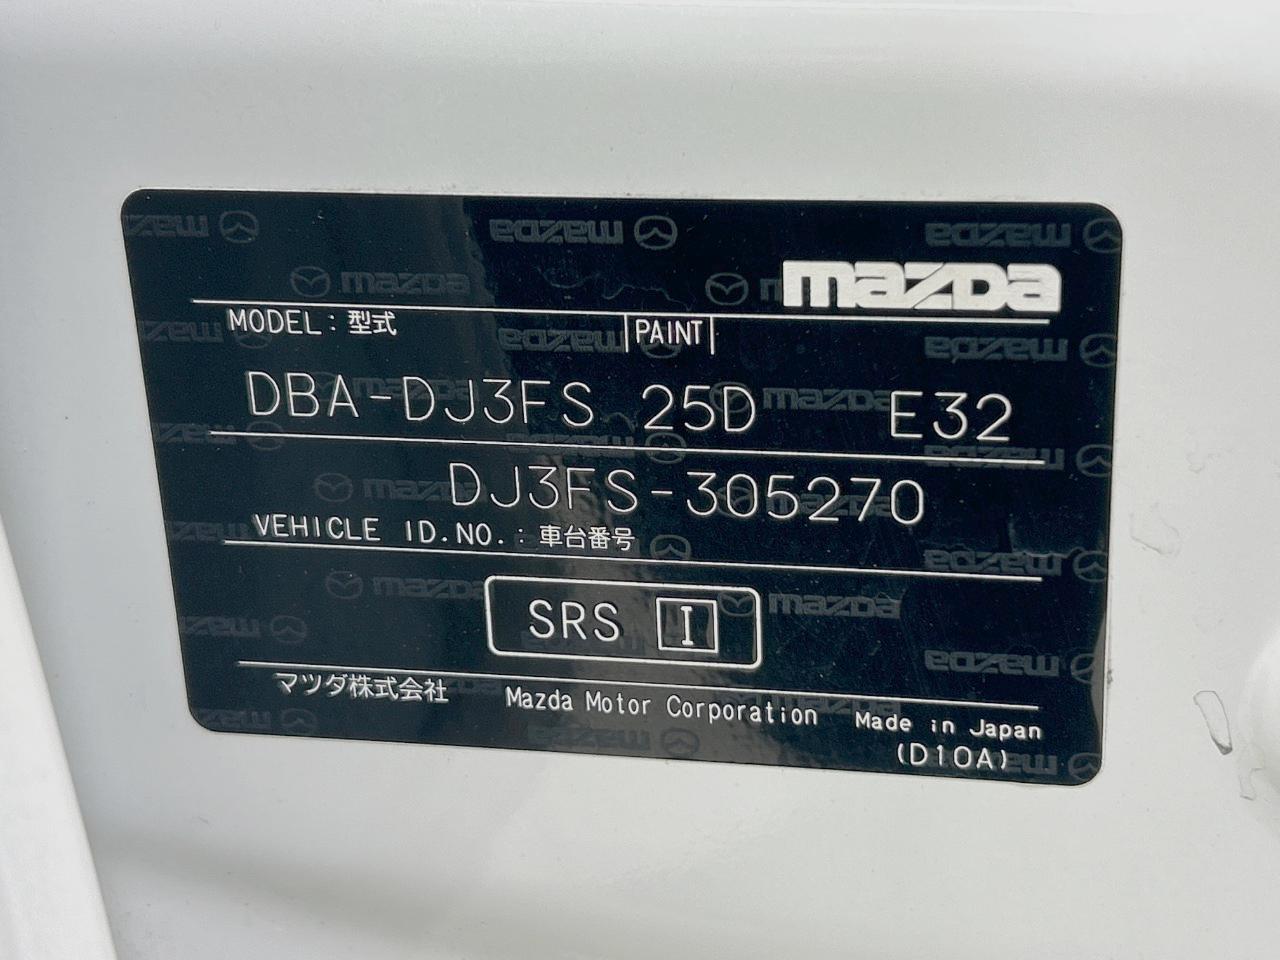 mazda
MODEL : 型式 PAINT
DBA-DJ3FS 25D E32
DJ3FS-305270
VEHICLE ID.NO. : 車台番号
SRS I
マツダ株式会社 Mazda Motor Corporation Made in Japan
(D10A)